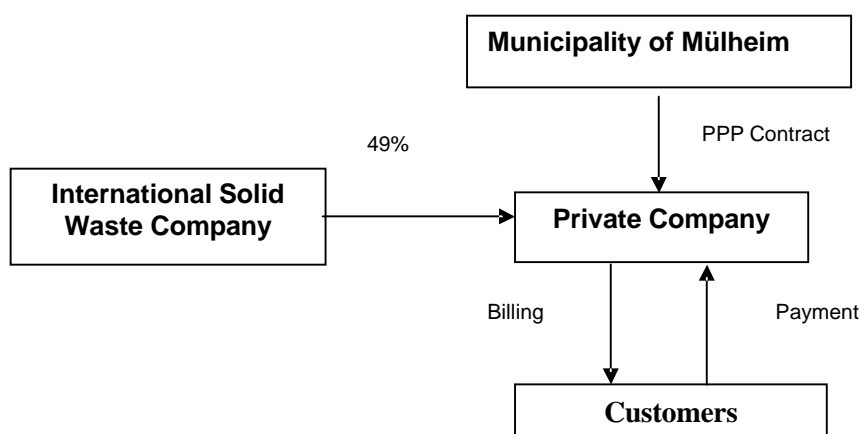 Municipality of Mülheim
PPP Contract
49%
International Solid
Waste Company
Private Company
Billing
Payment
Customers